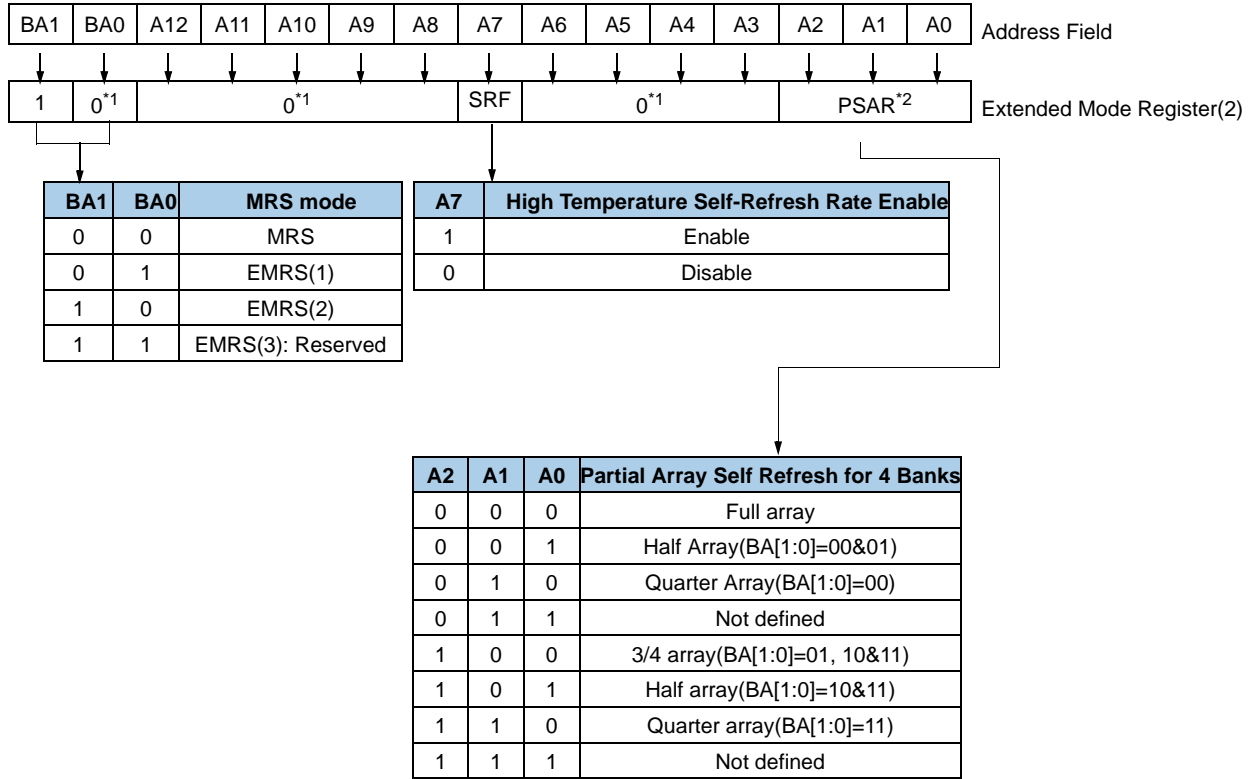 BA1 BA0 A12 A11 A10 A9 A8 A7 A6 A5 A4 A3 A2 A1 A0 Address Field
1 0*1 0*1 SRF 0*1 PSAR*2 Extended Mode Register(2)
BA1 BA0 MRS mode
0 0 MRS
0 1 EMRS(1)
1 0 EMRS(2)
1 1 EMRS(3): Reserved
A7 High Temperature Self-Refresh Rate Enable
1 Enable
0 Disable
A2 A1 A0 Partial Array Self Refresh for 4 Banks
0 0 0 Full array
0 0 1 Half Array(BA[1:0]=00&01)
0 1 0 Quarter Array(BA[1:0]=00)
0 1 1 Not defined
1 0 0 3/4 array(BA[1:0]=01, 10&11)
1 0 1 Half array(BA[1:0]=10&11)
1 1 0 Quarter array(BA[1:0]=11)
1 1 1 Not defined